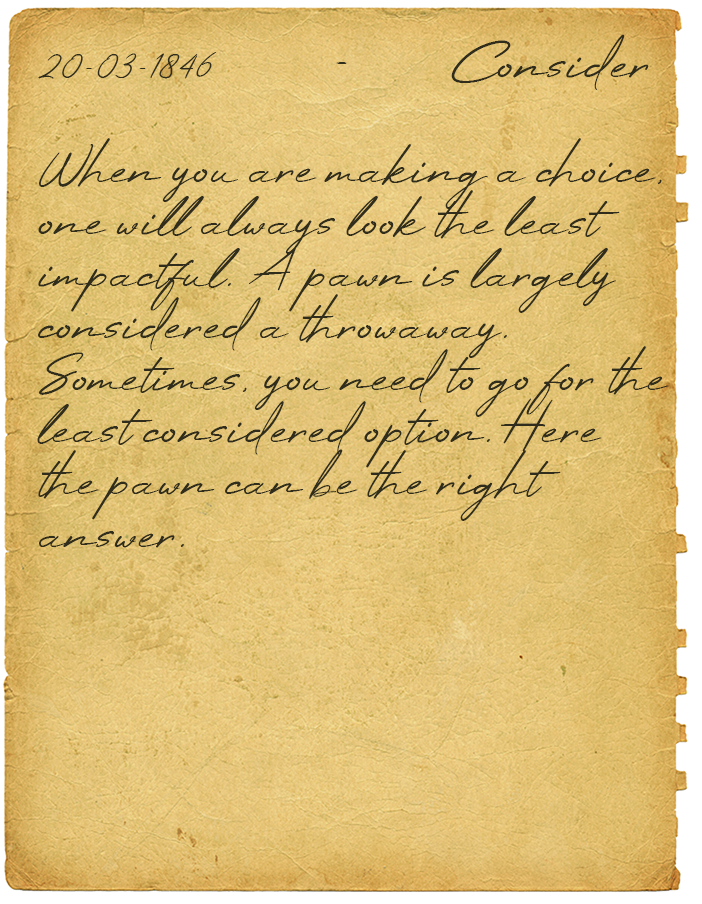 20-03-1846 - Consider
When you are making a choice,
one will always look the least
impactful. A pawn is largely
considered a throwaway.
Sometimes, you need to go for the
least considered option. Here
the pawn can be the right
answer.